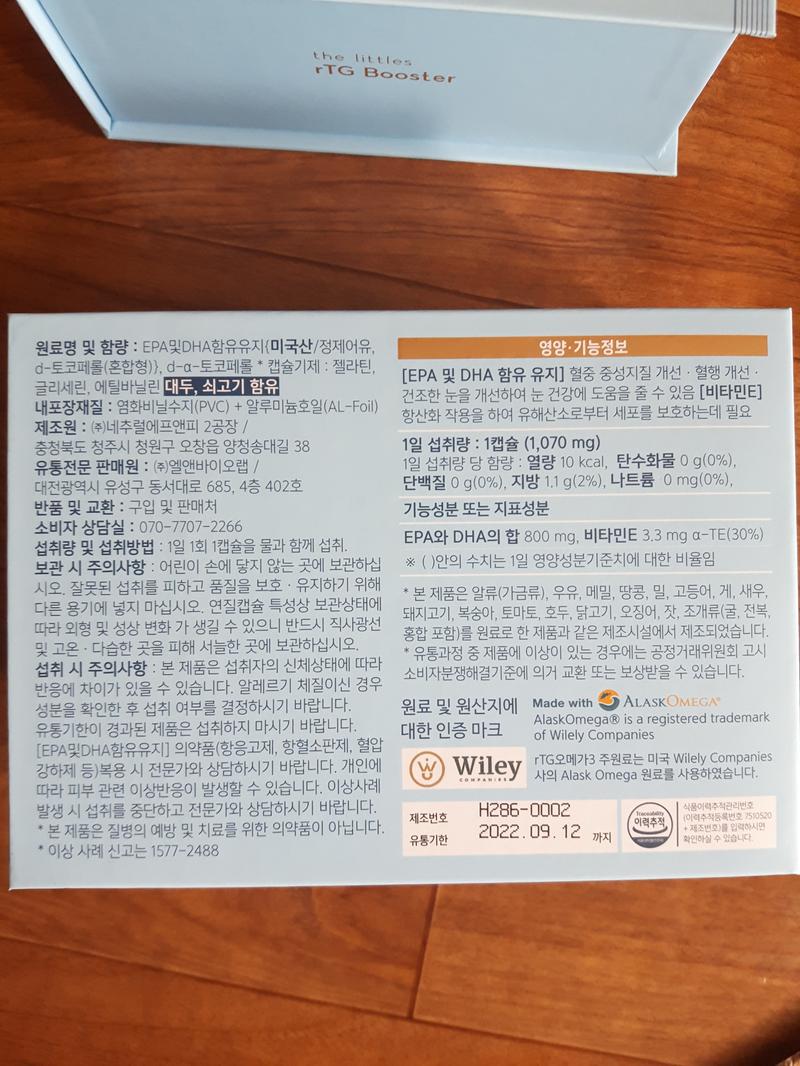 the littles
rTG Booster
원료명 및 함량 : EPA및DHA함유유지{미국산/정제어유,
d-토코페롤(혼합형)}, d-α-토코페롤 * 캡슐기제 : 젤라틴,
글리세린, 에틸바닐린 대두, 쇠고기 함유
내포장재질 : 염화비닐수지(PVC) + 알루미늄호일(AL-Foil)
제조원 : ㈜네추럴에프앤피 2공장 /
충청북도 청주시 청원구 오창읍 양청송대길 38
유통전문 판매원 : ㈜엘앤바이오랩 /
대전광역시 유성구 동서대로 685, 4층 402호
반품 및 교환 : 구입 및 판매처
소비자 상담실 : 070-7707-2266
섭취량 및 섭취방법 : 1일 1회 1캡슐을 물과 함께 섭취.
보관 시 주의사항 : 어린이 손에 닿지 않는 곳에 보관하십
시오. 잘못된 섭취를 피하고 품질을 보호 · 유지하기 위해
다른 용기에 넣지 마십시오. 연질캡슐 특성상 보관상태에
따라 외형 및 성상 변화 가 생길 수 있으니 반드시 직사광선
및 고온 · 다습한 곳을 피해 서늘한 곳에 보관하십시오.
섭취 시 주의사항 : 본 제품은 섭취자의 신체상태에 따라
반응에 차이가 있을 수 있습니다. 알레르기 체질이신 경우
성분을 확인한 후 섭취 여부를 결정하시기 바랍니다.
유통기한이 경과된 제품은 섭취하지 마시기 바랍니다.
[EPA및DHA함유유지] 의약품(항응고제, 항혈소판제, 혈압
강하제 등)복용 시 전문가와 상담하시기 바랍니다. 개인에
따라 피부 관련 이상반응이 발생할 수 있습니다. 이상사례
발생 시 섭취를 중단하고 전문가와 상담하시기 바랍니다.
* 본 제품은 질병의 예방 및 치료를 위한 의약품이 아닙니다.
* 이상 사례 신고는 1577-2488
영양·기능정보
[EPA 및 DHA 함유 유지] 혈중 중성지질 개선 · 혈행 개선 ·
건조한 눈을 개선하여 눈 건강에 도움을 줄 수 있음 [비타민E]
항산화 작용을 하여 유해산소로부터 세포를 보호하는데 필요
1일 섭취량 : 1캡슐 (1,070 mg)
1일 섭취량 당 함량 : 열량 10 kcal, 탄수화물 0 g(0%),
단백질 0 g(0%), 지방 1.1 g(2%), 나트륨 0 mg(0%),
기능성분 또는 지표성분
EPA와 DHA의 합 800 mg, 비타민E 3.3 mg α-TE(30%)
※ ( )안의 수치는 1일 영양성분기준치에 대한 비율임
* 본 제품은 알류(가금류), 우유, 메밀, 땅콩, 밀, 고등어, 게, 새우,
돼지고기, 복숭아, 토마토, 호두, 닭고기, 오징어, 잣, 조개류(굴, 전복,
홍합 포함)를 원료로 한 제품과 같은 제조시설에서 제조되었습니다.
* 유통과정 중 제품에 이상이 있는 경우에는 공정거래위원회 고시
소비자분쟁해결기준에 의거 교환 또는 보상받을 수 있습니다.
원료 및 원산지에
대한 인증 마크
Made with ALASKOMEGA®
AlaskOmega® is a registered trademark
of Wilely Companies
Wiley
COMPANIES
rTG오메가3 주원료는 미국 Wilely Companies
사의 Alask Omega 원료를 사용하였습니다.
제조번호 H286-0002
유통기한 2022.09.12 까지
Traceability
이력추적
식품이력추적관리번호
(이력추적등록번호 7510520
+ 제조번호)를 입력하시면
확인하실 수 있습니다.